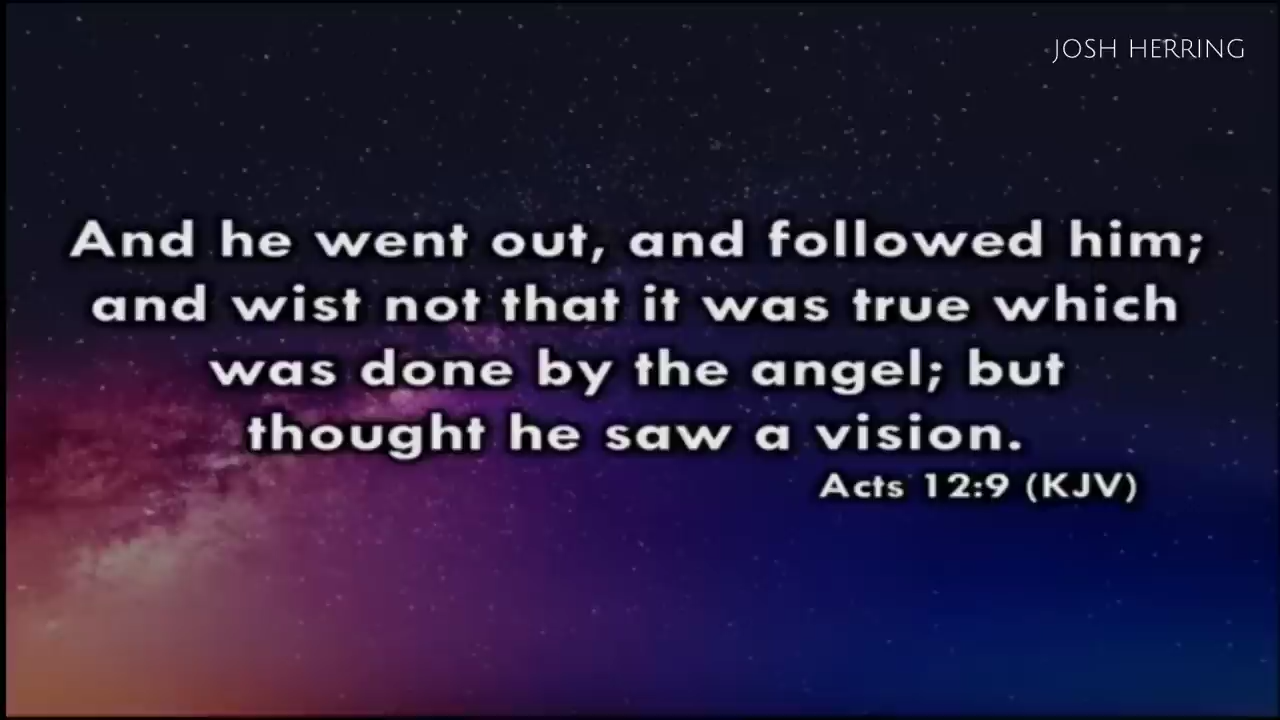 JOSH HERRING
And he went out, and followed him;
and wist not that it was true which
was done by the angel; but
thought he saw a vision.
Acts 12:9 (KJV)